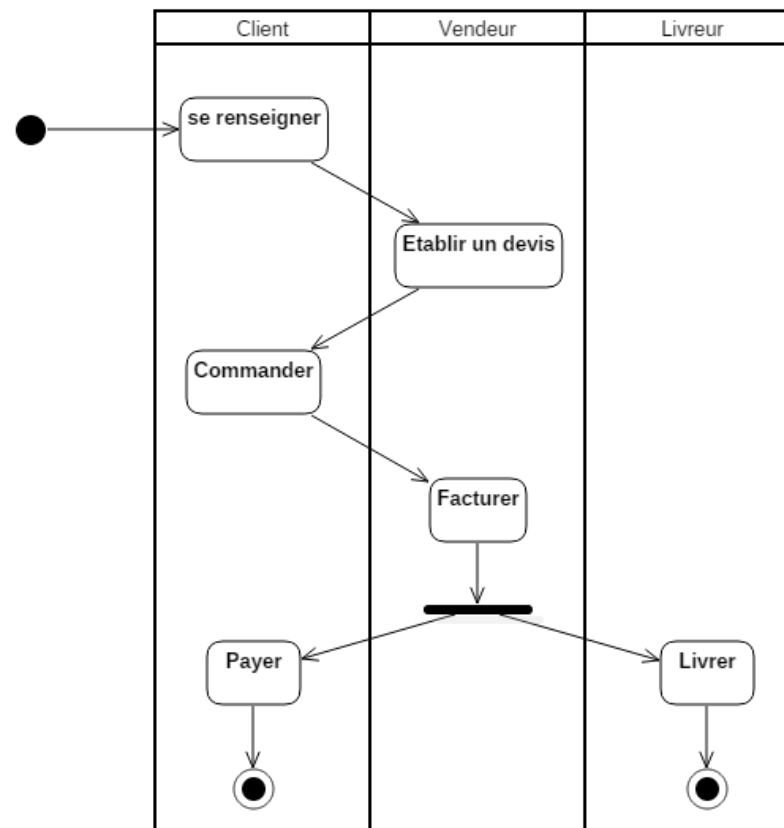 Client
Vendeur
Livreur
se renseigner
Etablir un devis
Commander
Facturer
Payer
Livrer